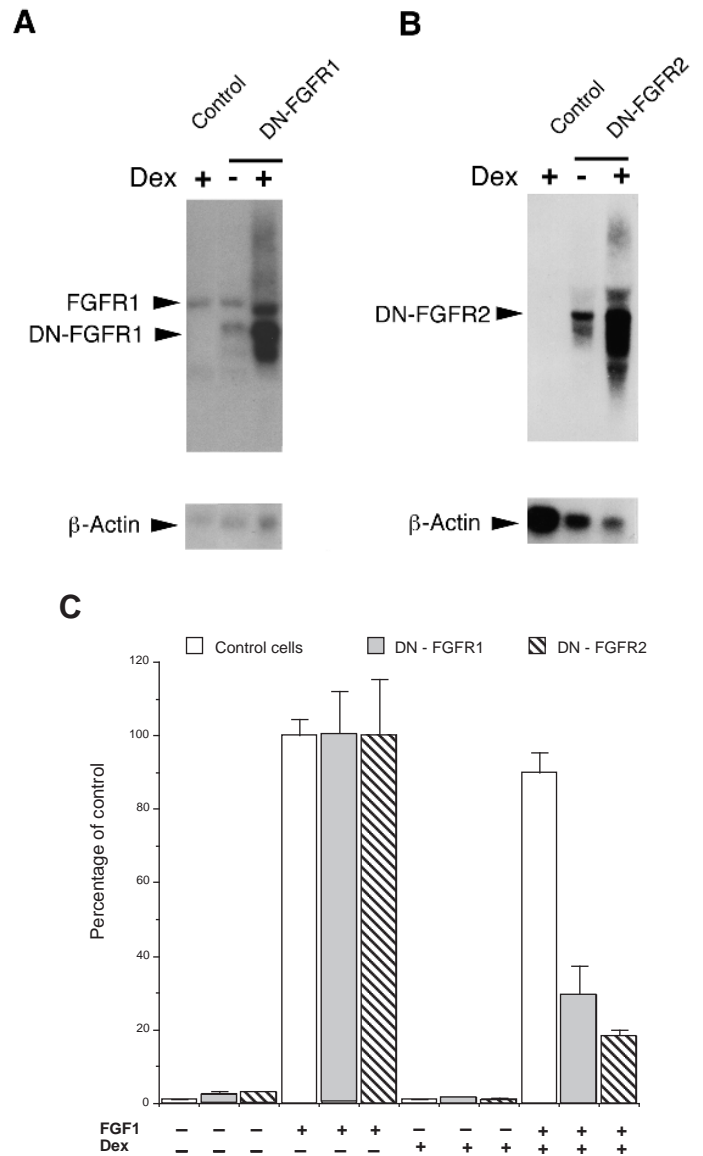 A
Control
DN-FGFR1
Dex + - +
FGFR1
DN-FGFR1
β-Actin
B
Control
DN-FGFR2
Dex + - +
DN-FGFR2
β-Actin
C
Control cells DN - FGFR1 DN - FGFR2
120
100
80
60
40
20
0
Percentage of control
FGF1 – – – + + + – – – + + +
Dex – – – – – – + + + + + +